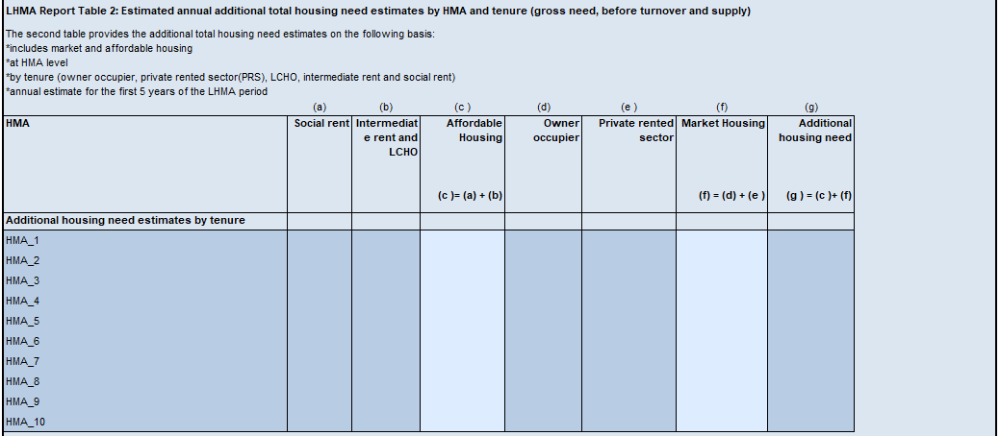 LHMA Report Table 2: Estimated annual additional total housing need estimates by HMA and tenure (gross need, before turnover and supply)
The second table provides the additional total housing need estimates on the following basis:
*includes market and affordable housing
*at HMA level
*by tenure (owner occupier, private rented sector(PRS), LCHO, intermediate rent and social rent)
*annual estimate for the first 5 years of the LHMA period
(a) (b) (c ) (d) (e ) (f) (g)
HMA Social rent Intermediat Affordable Owner Private rented Market Housing Additional
e rent and Housing occupier sector housing need
LCHO
(c )= (a) + (b) (f) = (d) + (e ) (g ) = (c )+ (f)
Additional housing need estimates by tenure
HMA_1
HMA_2
HMA_3
HMA_4
HMA_5
HMA_6
HMA_7
HMA_8
HMA_9
HMA_10